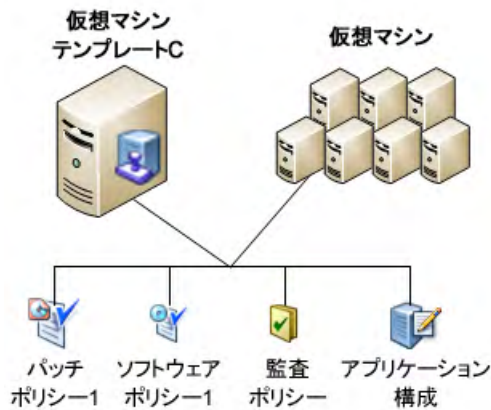 仮想マシン
テンプレートC
仮想マシン
パッチ
ポリシー1
ソフトウェア
ポリシー1
監査
ポリシー
アプリケーション
構成